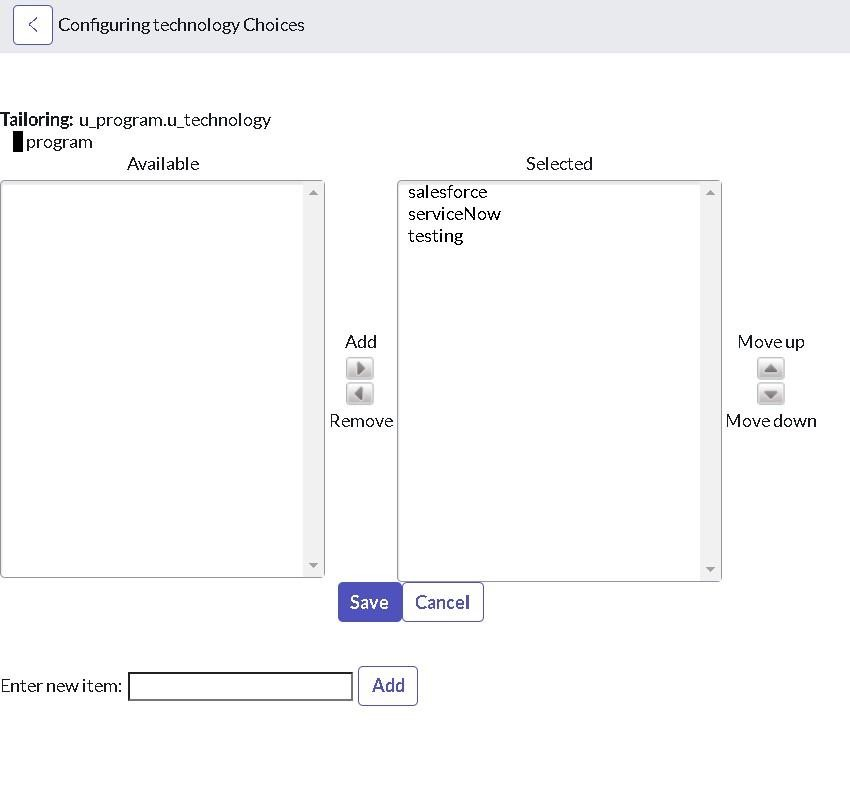 Configuring technology Choices
Tailoring: u_program.u_technology
program
Available
Selected
salesforce
serviceNow
testing
Add
Remove
Move up
Move down
Save
Cancel
Enter new item:
Add